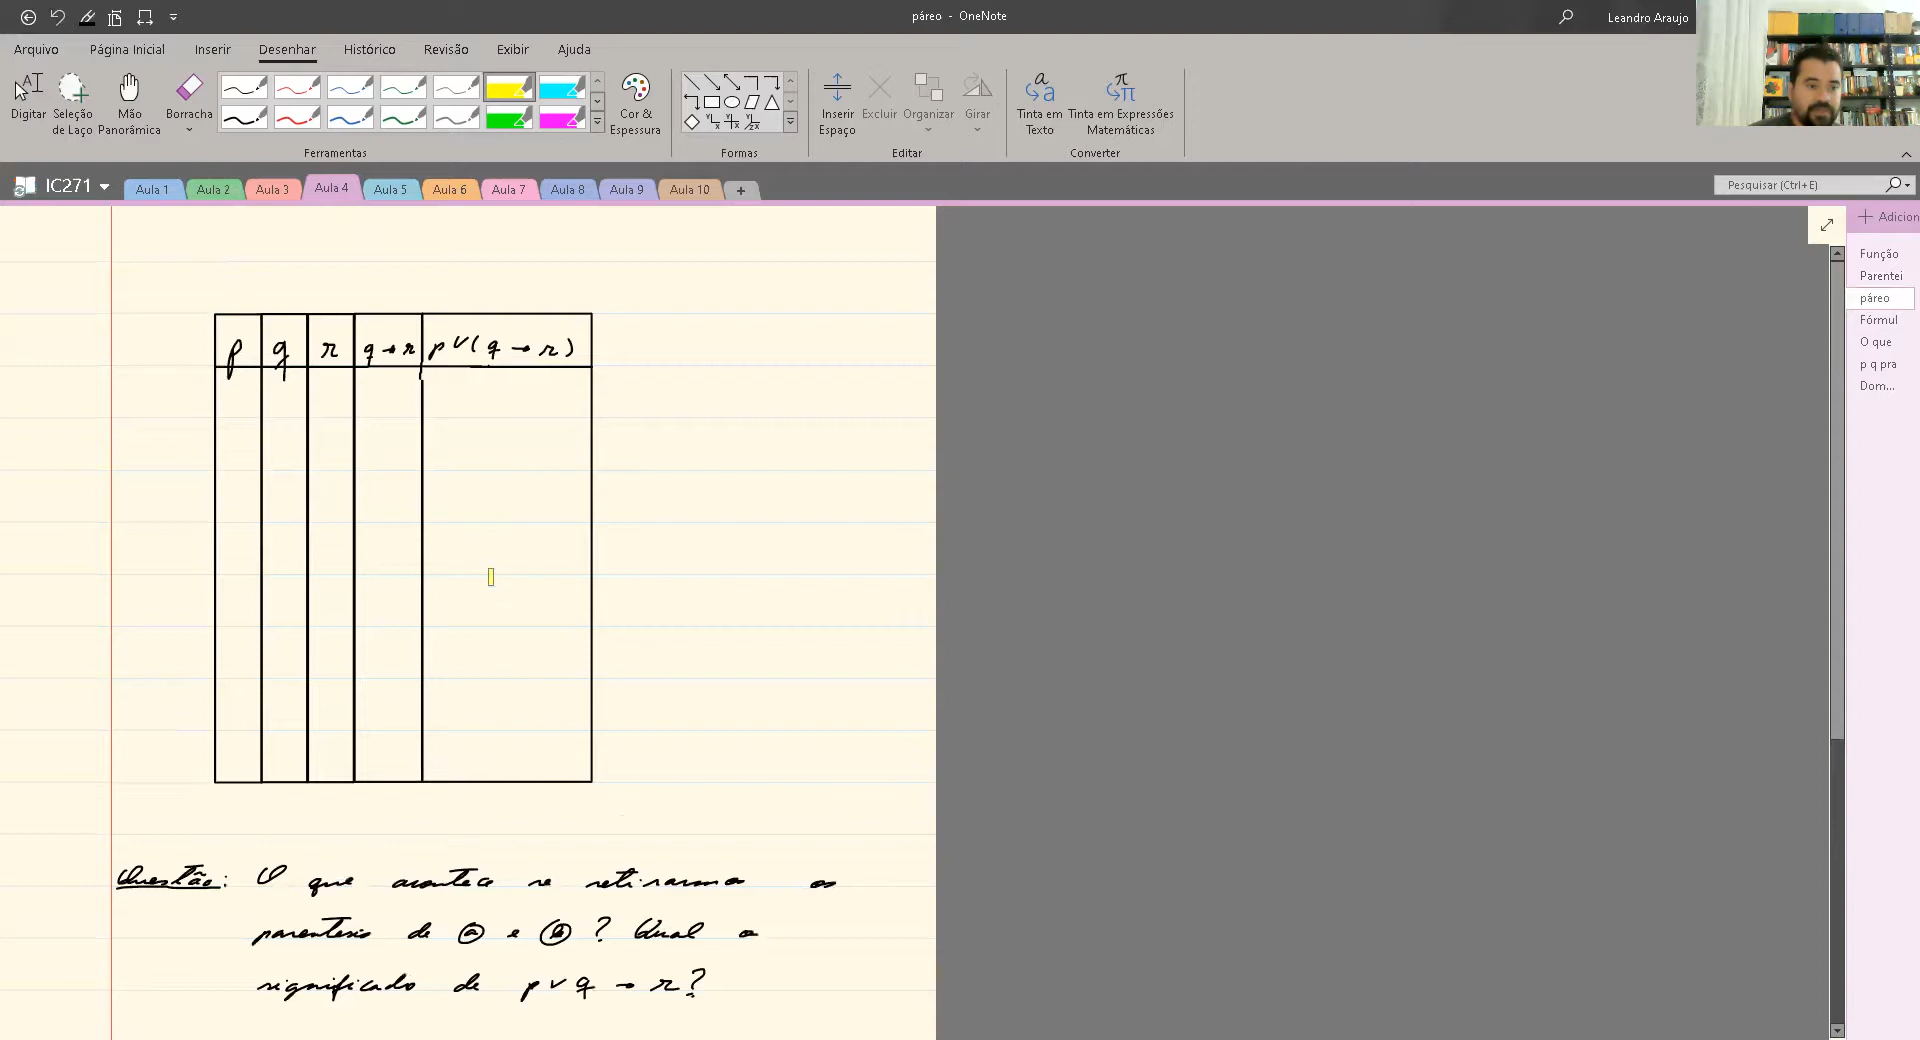 páreo - OneNote
Leandro Araujo
Arquivo Página Inicial Inserir Desenhar Histórico Revisão Exibir Ajuda
Digitar Seleção de Laço Mão Panorâmica Borracha
Cor & Espessura
Inserir Espaço Excluir Organizar Girar
Tinta em Texto Tinta em Expressões Matemáticas
Ferramentas Formas Editar Converter
IC271 Aula 1 Aula 2 Aula 3 Aula 4 Aula 5 Aula 6 Aula 7 Aula 8 Aula 9 Aula 10 +
Pesquisar (Ctrl+E)
Adicion
Função
Parentei
páreo
Fórmul
O que
p q pra
Dom...
p q r q → r p ∨ (q → r)
Questão: O que acontece se retirarmos os
parentesis de ⓐ e ⓑ ? Qual o
significado de p ∨ q → r ?